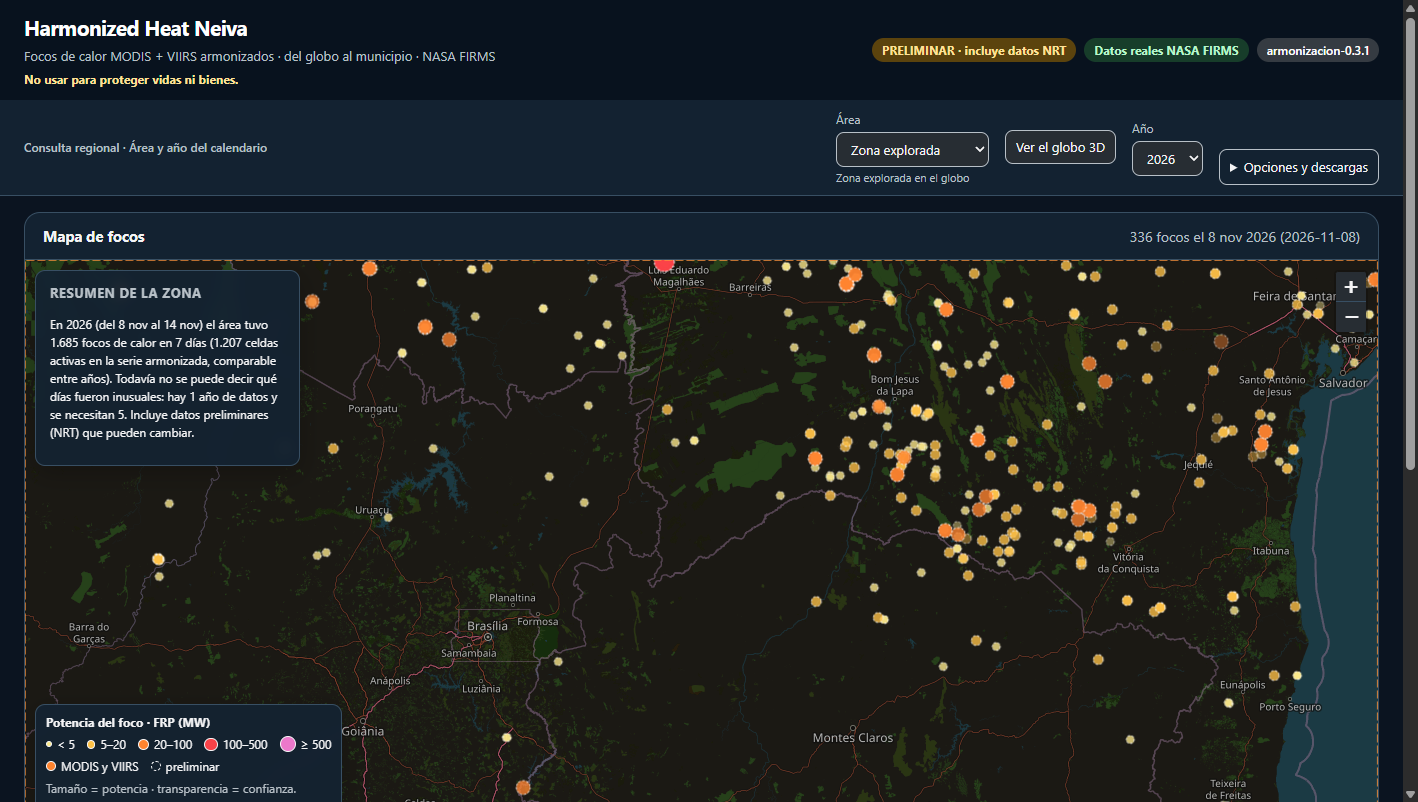 Harmonized Heat Neiva
Focos de calor MODIS + VIIRS armonizados · del globo al municipio · NASA FIRMS
No usar para proteger vidas ni bienes.
PRELIMINAR · incluye datos NRT
Datos reales NASA FIRMS
armonizacion-0.3.1
Consulta regional · Área y año del calendario
Área
Zona explorada
Zona explorada en el globo
Ver el globo 3D
Año
2026
▶ Opciones y descargas
Mapa de focos
336 focos el 8 nov 2026 (2026-11-08)
RESUMEN DE LA ZONA
En 2026 (del 8 nov al 14 nov) el área tuvo
1.685 focos de calor en 7 días (1.207 celdas
activas en la serie armonizada, comparable
entre años). Todavía no se puede decir qué
días fueron inusuales: hay 1 año de datos y
se necesitan 5. Incluye datos preliminares
(NRT) que pueden cambiar.
+
−
Eduardo
Magalhães
Barreiras
Feira de
Camaçar
Salvador
Santo Antônio
de Jesus
Bom Jesus
da Lapa
Porangatu
Jequié
Uruaçu
Itabuna
Vitória
da Conquista
Planaltina
Formosa
Brasília
Samambaia
Barra do
Garças
Anápolis
Luziânia
Eunápolis
Porto Seguro
Goiânia
Montes Claros
Teixeira
de Freitas
Potencia del foco · FRP (MW)
< 5
5–20
20–100
100–500
≥ 500
MODIS y VIIRS
preliminar
Tamaño = potencia · transparencia = confianza.